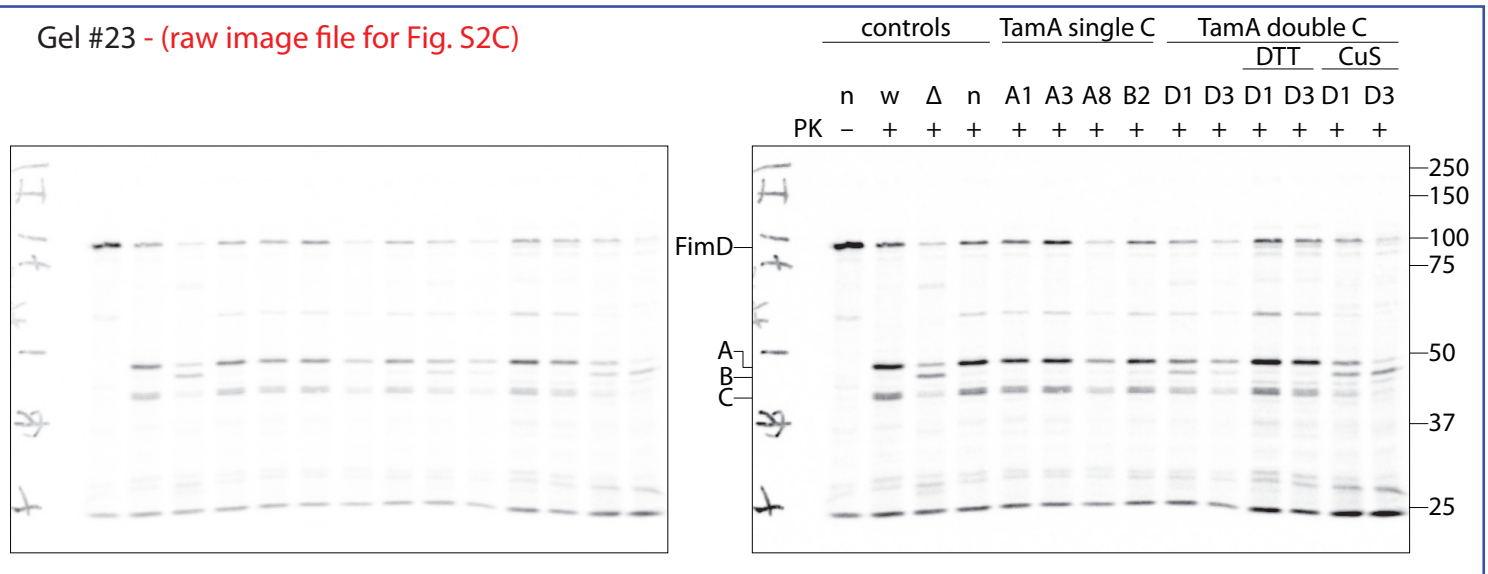 Gel #23 - (raw image file for Fig. S2C)
controls TamA single C TamA double C
DTT CuS
n w Δ n A1 A3 A8 B2 D1 D3 D1 D3 D1 D3
PK – + + + + + + + + + + + + +
250
150
FimD 100
75
A 50
B
C
37
25